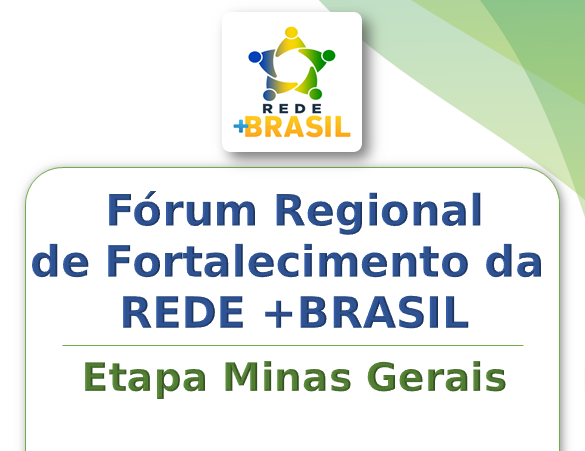 REDE
+BRASIL
Fórum Regional
de Fortalecimento da
REDE +BRASIL
Etapa Minas Gerais